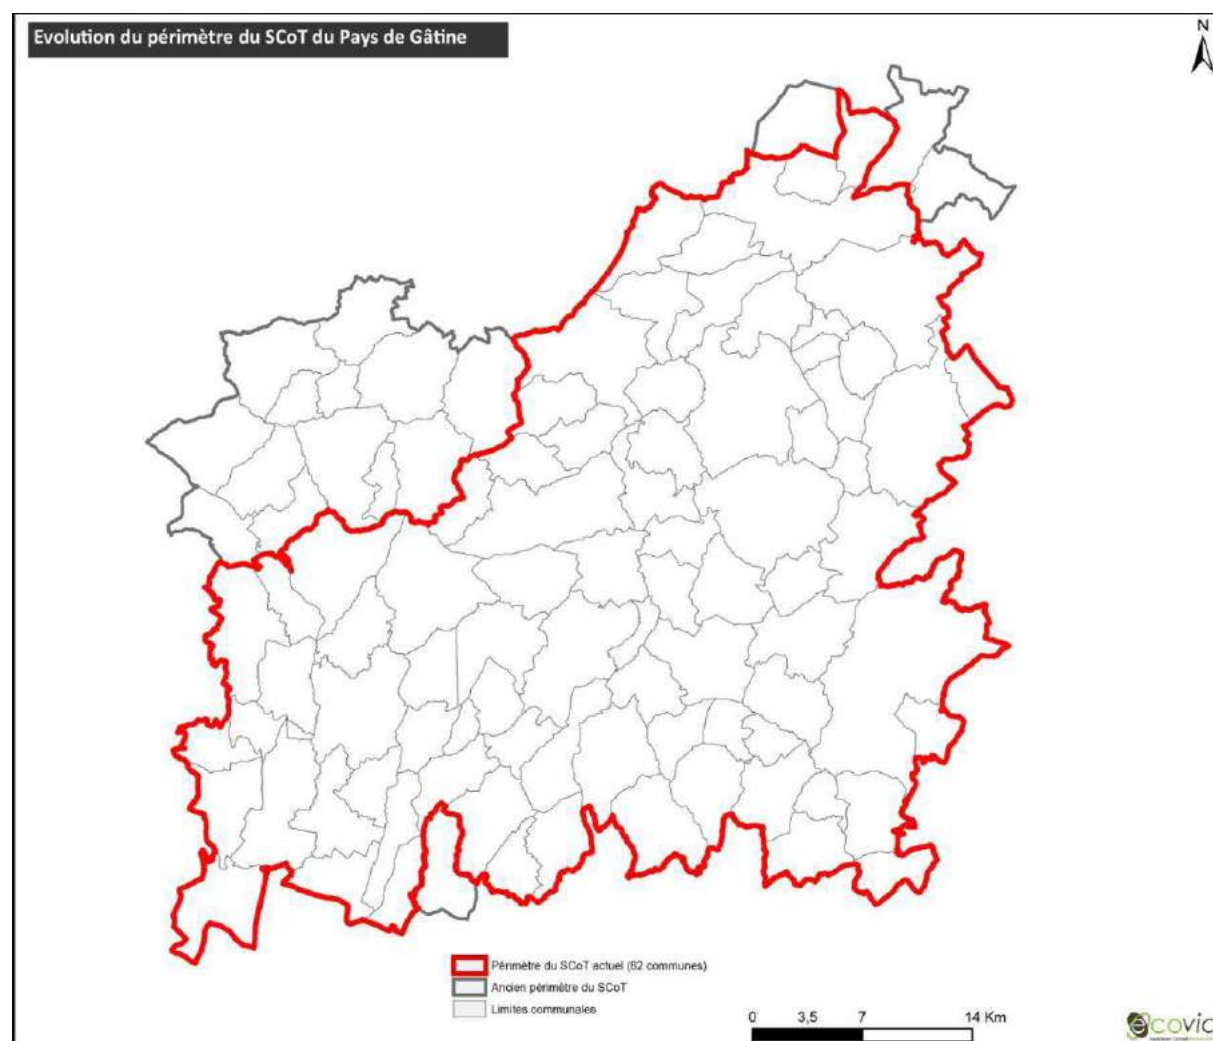 Evolution du périmètre du SCoT du Pays de Gâtine
N
Périmètre du SCoT actuel (82 communes)
Ancien périmètre du SCoT
Limites communales
0 3,5 7 14 Km
ecovia